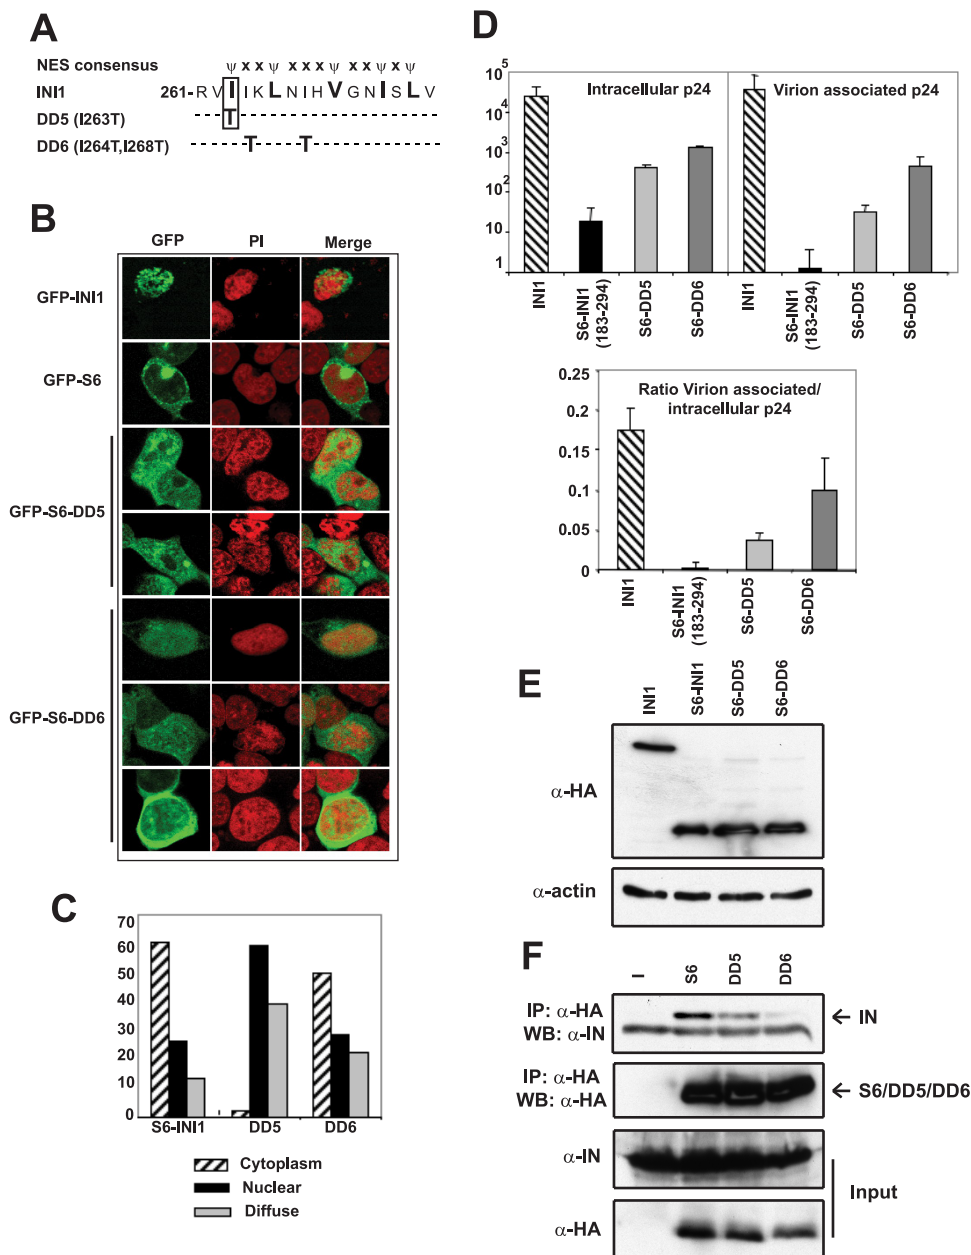 A
NES consensus ψ x x ψ x x x ψ x x ψ x ψ
INI1 261- R V I I K L N I H V G N I S L V
DD5 (I263T) T
DD6 (I264T,I268T) T T
B
GFP PI Merge
GFP-INI1
GFP-S6
GFP-S6-DD5
GFP-S6-DD6
C
70
60
50
40
30
20
10
0
S6-INI1 DD5 DD6
Cytoplasm
Nuclear
Diffuse
D
Intracellular p24 Virion associated p24
10^5
10^4
10^3
10^2
10
1
INI1
S6-INI1
(183-294)
S6-DD5
S6-DD6
INI1
S6-INI1
(183-294)
S6-DD5
S6-DD6
Ratio Virion associated/
intracellular p24
0.25
0.2
0.15
0.1
0.05
0
INI1
S6-INI1
(183-294)
S6-DD5
S6-DD6
E
INI1
S6-INI1
S6-DD5
S6-DD6
α-HA
α-actin
F
–
S6
DD5
DD6
IP: α-HA
WB: α-IN
← IN
IP: α-HA
WB: α-HA
← S6/DD5/DD6
α-IN
α-HA
Input